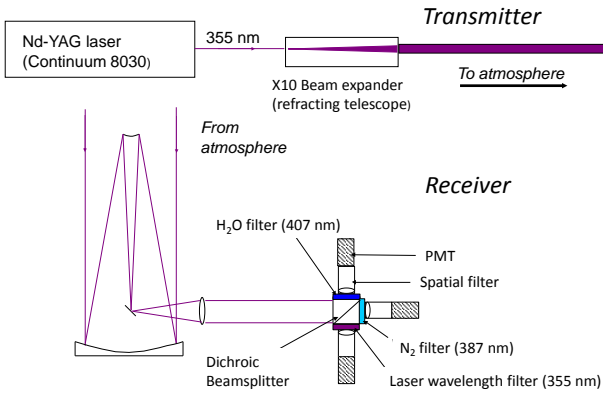 Transmitter
Nd-YAG laser
(Continuum 8030)
355 nm
X10 Beam expander
(refracting telescope)
To atmosphere
From
atmosphere
Receiver
H₂O filter (407 nm)
PMT
Spatial filter
N₂ filter (387 nm)
Dichroic
Beamsplitter
Laser wavelength filter (355 nm)